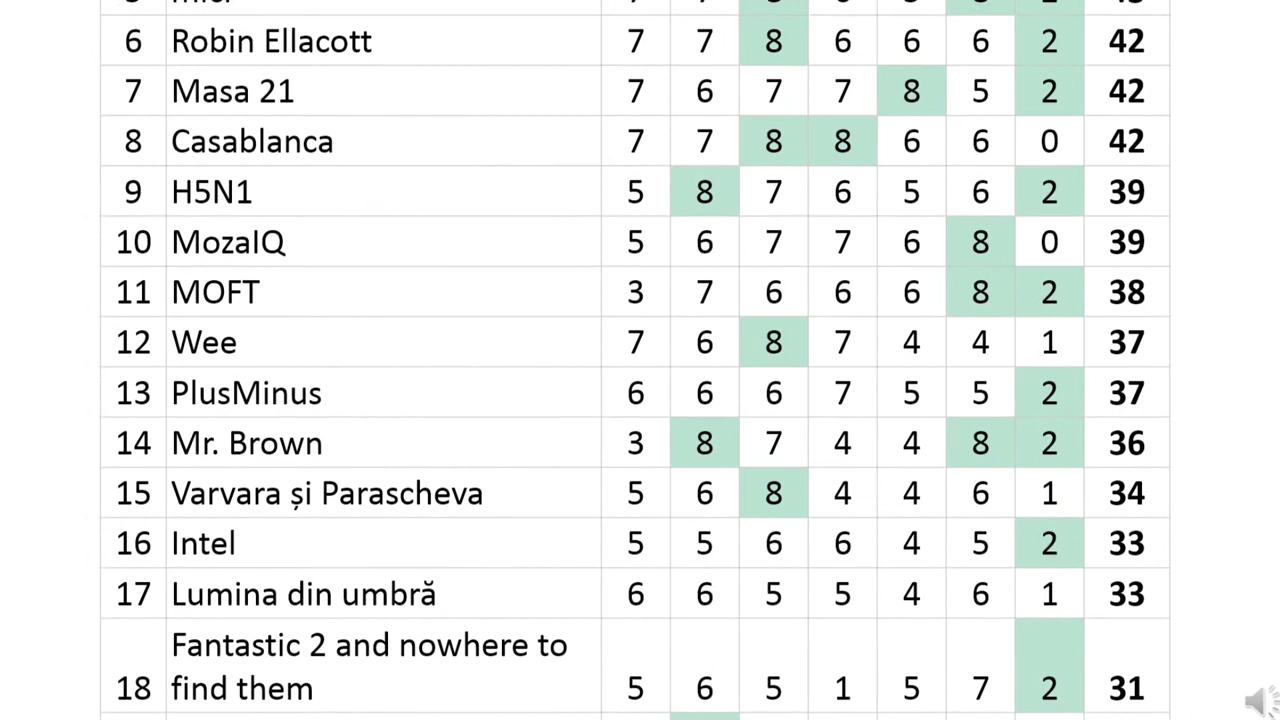 6 Robin Ellacott 7 7 8 6 6 6 2 42
7 Masa 21 7 6 7 7 8 5 2 42
8 Casablanca 7 7 8 8 6 6 0 42
9 H5N1 5 8 7 6 5 6 2 39
10 MozaIQ 5 6 7 7 6 8 0 39
11 MOFT 3 7 6 6 6 8 2 38
12 Wee 7 6 8 7 4 4 1 37
13 PlusMinus 6 6 6 7 5 5 2 37
14 Mr. Brown 3 8 7 4 4 8 2 36
15 Varvara și Parascheva 5 6 8 4 4 6 1 34
16 Intel 5 5 6 6 4 5 2 33
17 Lumina din umbră 6 6 5 5 4 6 1 33
Fantastic 2 and nowhere to
18 find them 5 6 5 1 5 7 2 31